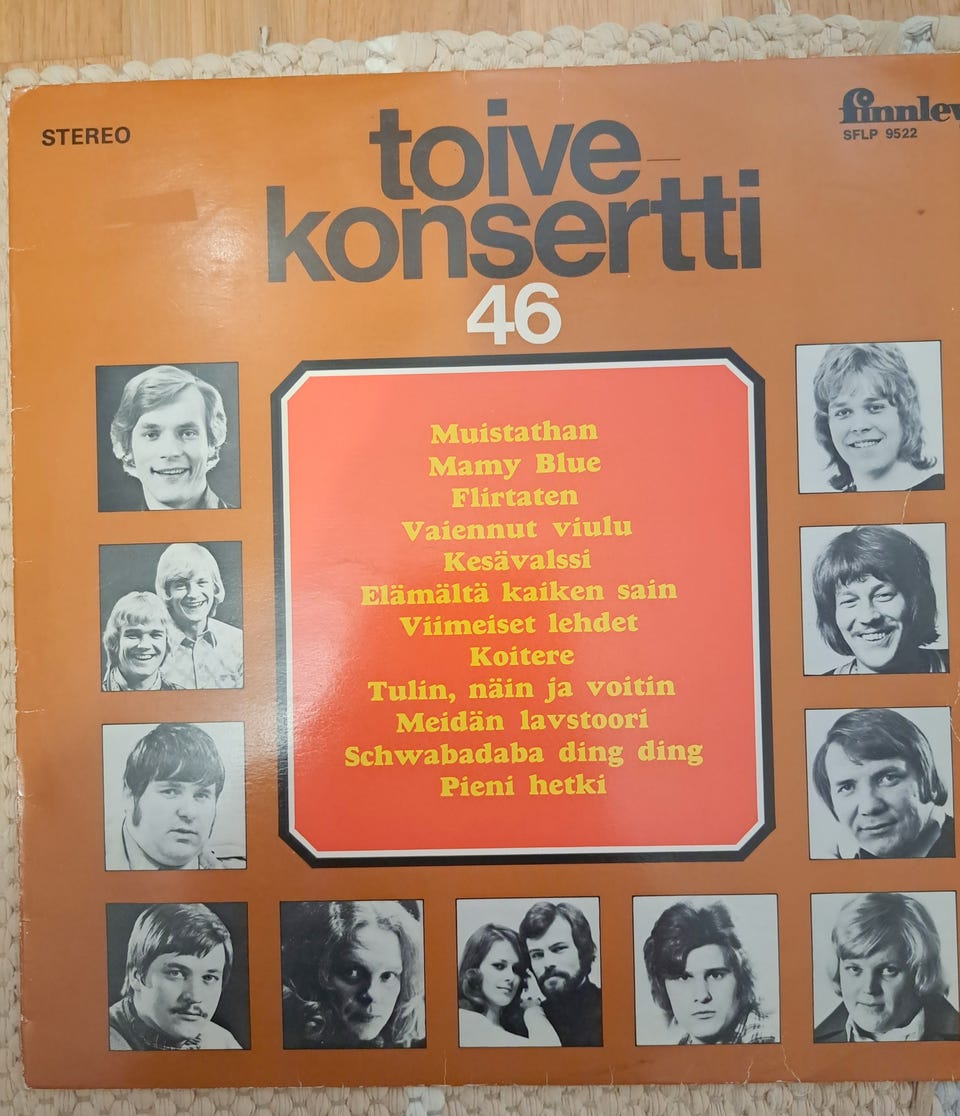 STEREO
finnlev
SFLP 9522
toive
konsertti
46
Muistathan
Mamy Blue
Flirtaten
Vaiennut viulu
Kesävalssi
Elämältä kaiken sain
Viimeiset lehdet
Koitere
Tulin, näin ja voitin
Meidän lavstoori
Schwabadaba ding ding
Pieni hetki